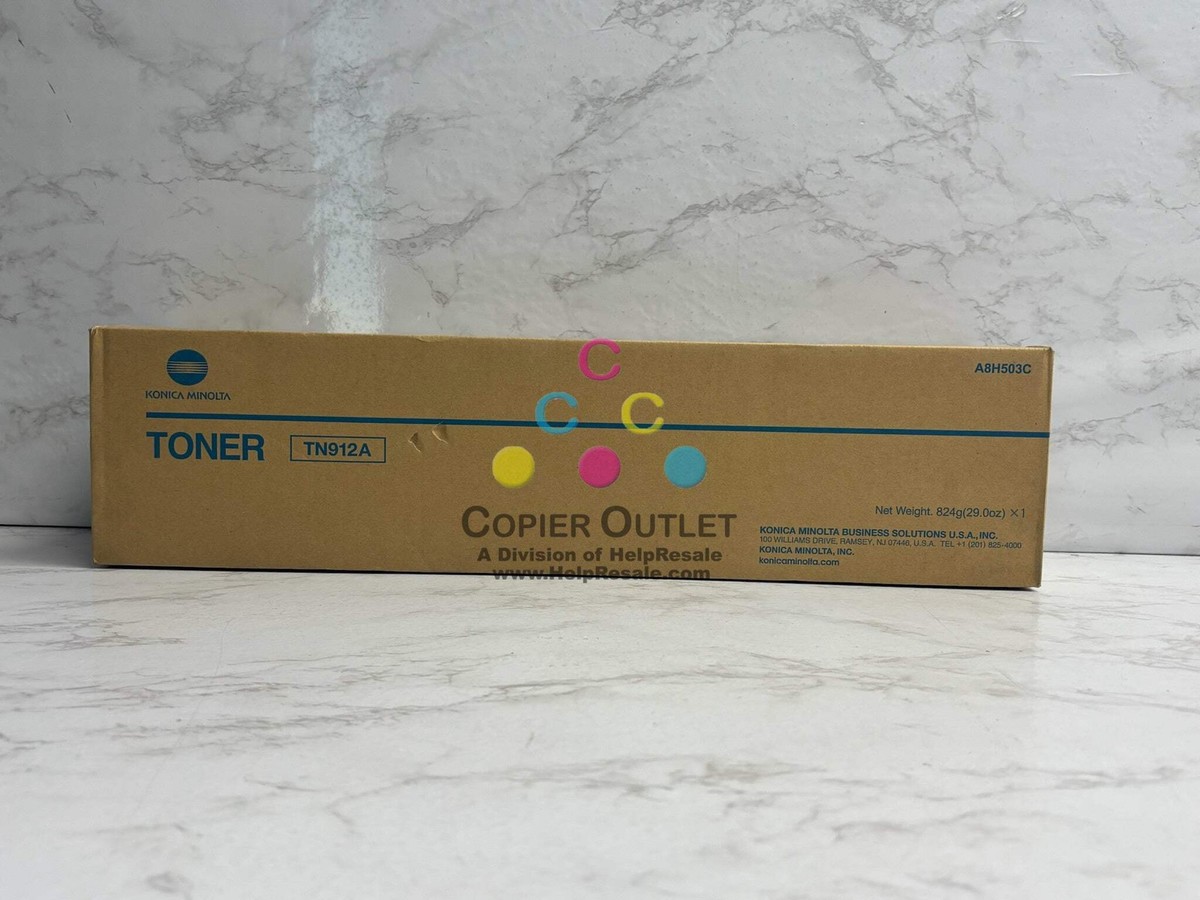 KONICA MINOLTA
A8H503C
TONER TN912A
C
C C
COPIER OUTLET
A Division of HelpResale
www.HelpResale.com
Net Weight. 824g(29.0oz) ×1
KONICA MINOLTA BUSINESS SOLUTIONS U.S.A., INC.
100 WILLIAMS DRIVE, RAMSEY, NJ 07446, U.S.A. TEL +1 (201) 825-4000
KONICA MINOLTA, INC.
konicaminolta.com